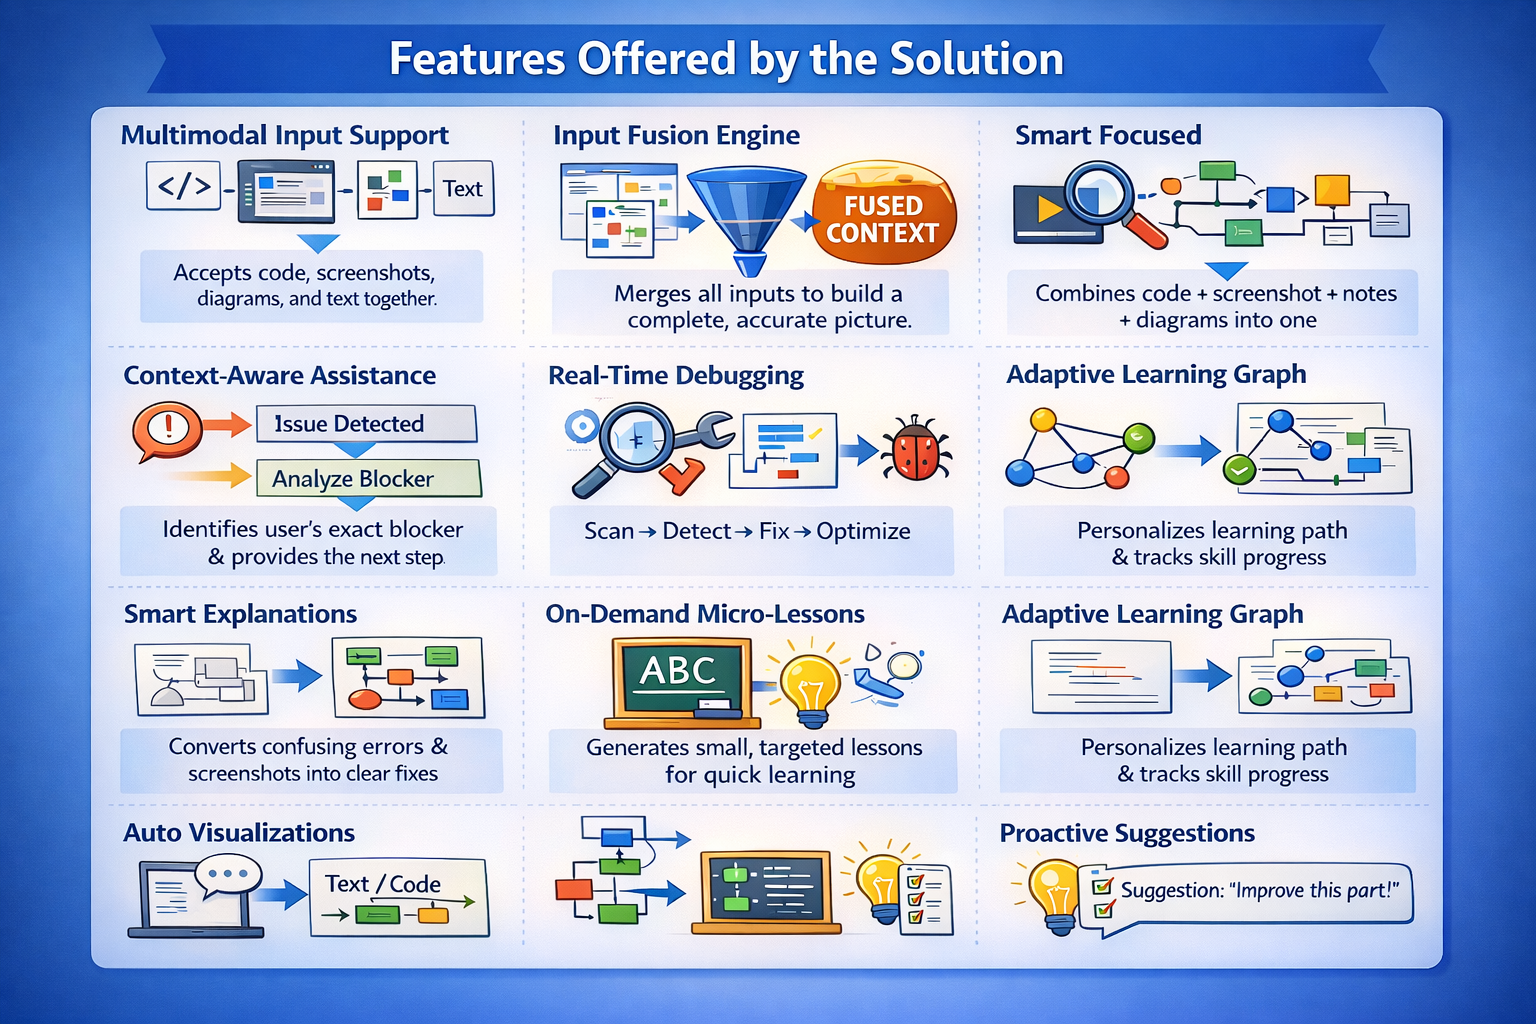 Features Offered by the Solution
Multimodal Input Support
</>
Text
Accepts code, screenshots,
diagrams, and text together.
Input Fusion Engine
FUSED
CONTEXT
Merges all inputs to build a
complete, accurate picture.
Smart Focused
Combines code + screenshot + notes
+ diagrams into one
Context-Aware Assistance
!
Issue Detected
Analyze Blocker
Identifies user's exact blocker
& provides the next step.
Real-Time Debugging
Scan → Detect → Fix → Optimize
Adaptive Learning Graph
Personalizes learning path
& tracks skill progress
Smart Explanations
Converts confusing errors &
screenshots into clear fixes
On-Demand Micro-Lessons
ABC
Generates small, targeted lessons
for quick learning
Adaptive Learning Graph
Personalizes learning path
& tracks skill progress
Auto Visualizations
Text / Code
Proactive Suggestions
Suggestion: "Improve this part!"